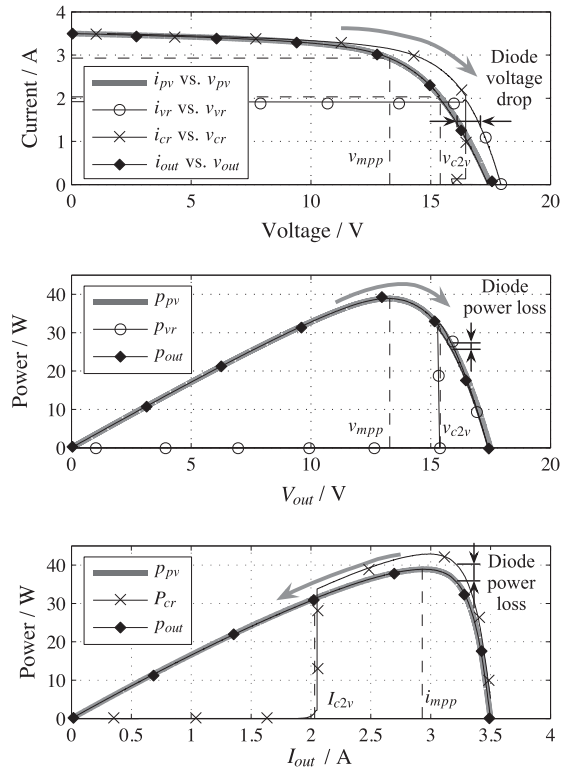 4
3
2
1
0
Current / A
i_pv vs. v_pv
i_vr vs. v_vr
i_cr vs. v_cr
i_out vs. v_out
Diode
voltage
drop
v_mpp
v_c2v
0 5 10 15 20
Voltage / V
40
30
20
10
0
Power / W
p_pv
p_vr
p_out
Diode
power loss
v_mpp
v_c2v
0 5 10 15 20
V_out / V
40
30
20
10
0
Power / W
p_pv
P_cr
p_out
Diode
power
loss
I_c2v
i_mpp
0 0.5 1 1.5 2 2.5 3 3.5 4
I_out / A